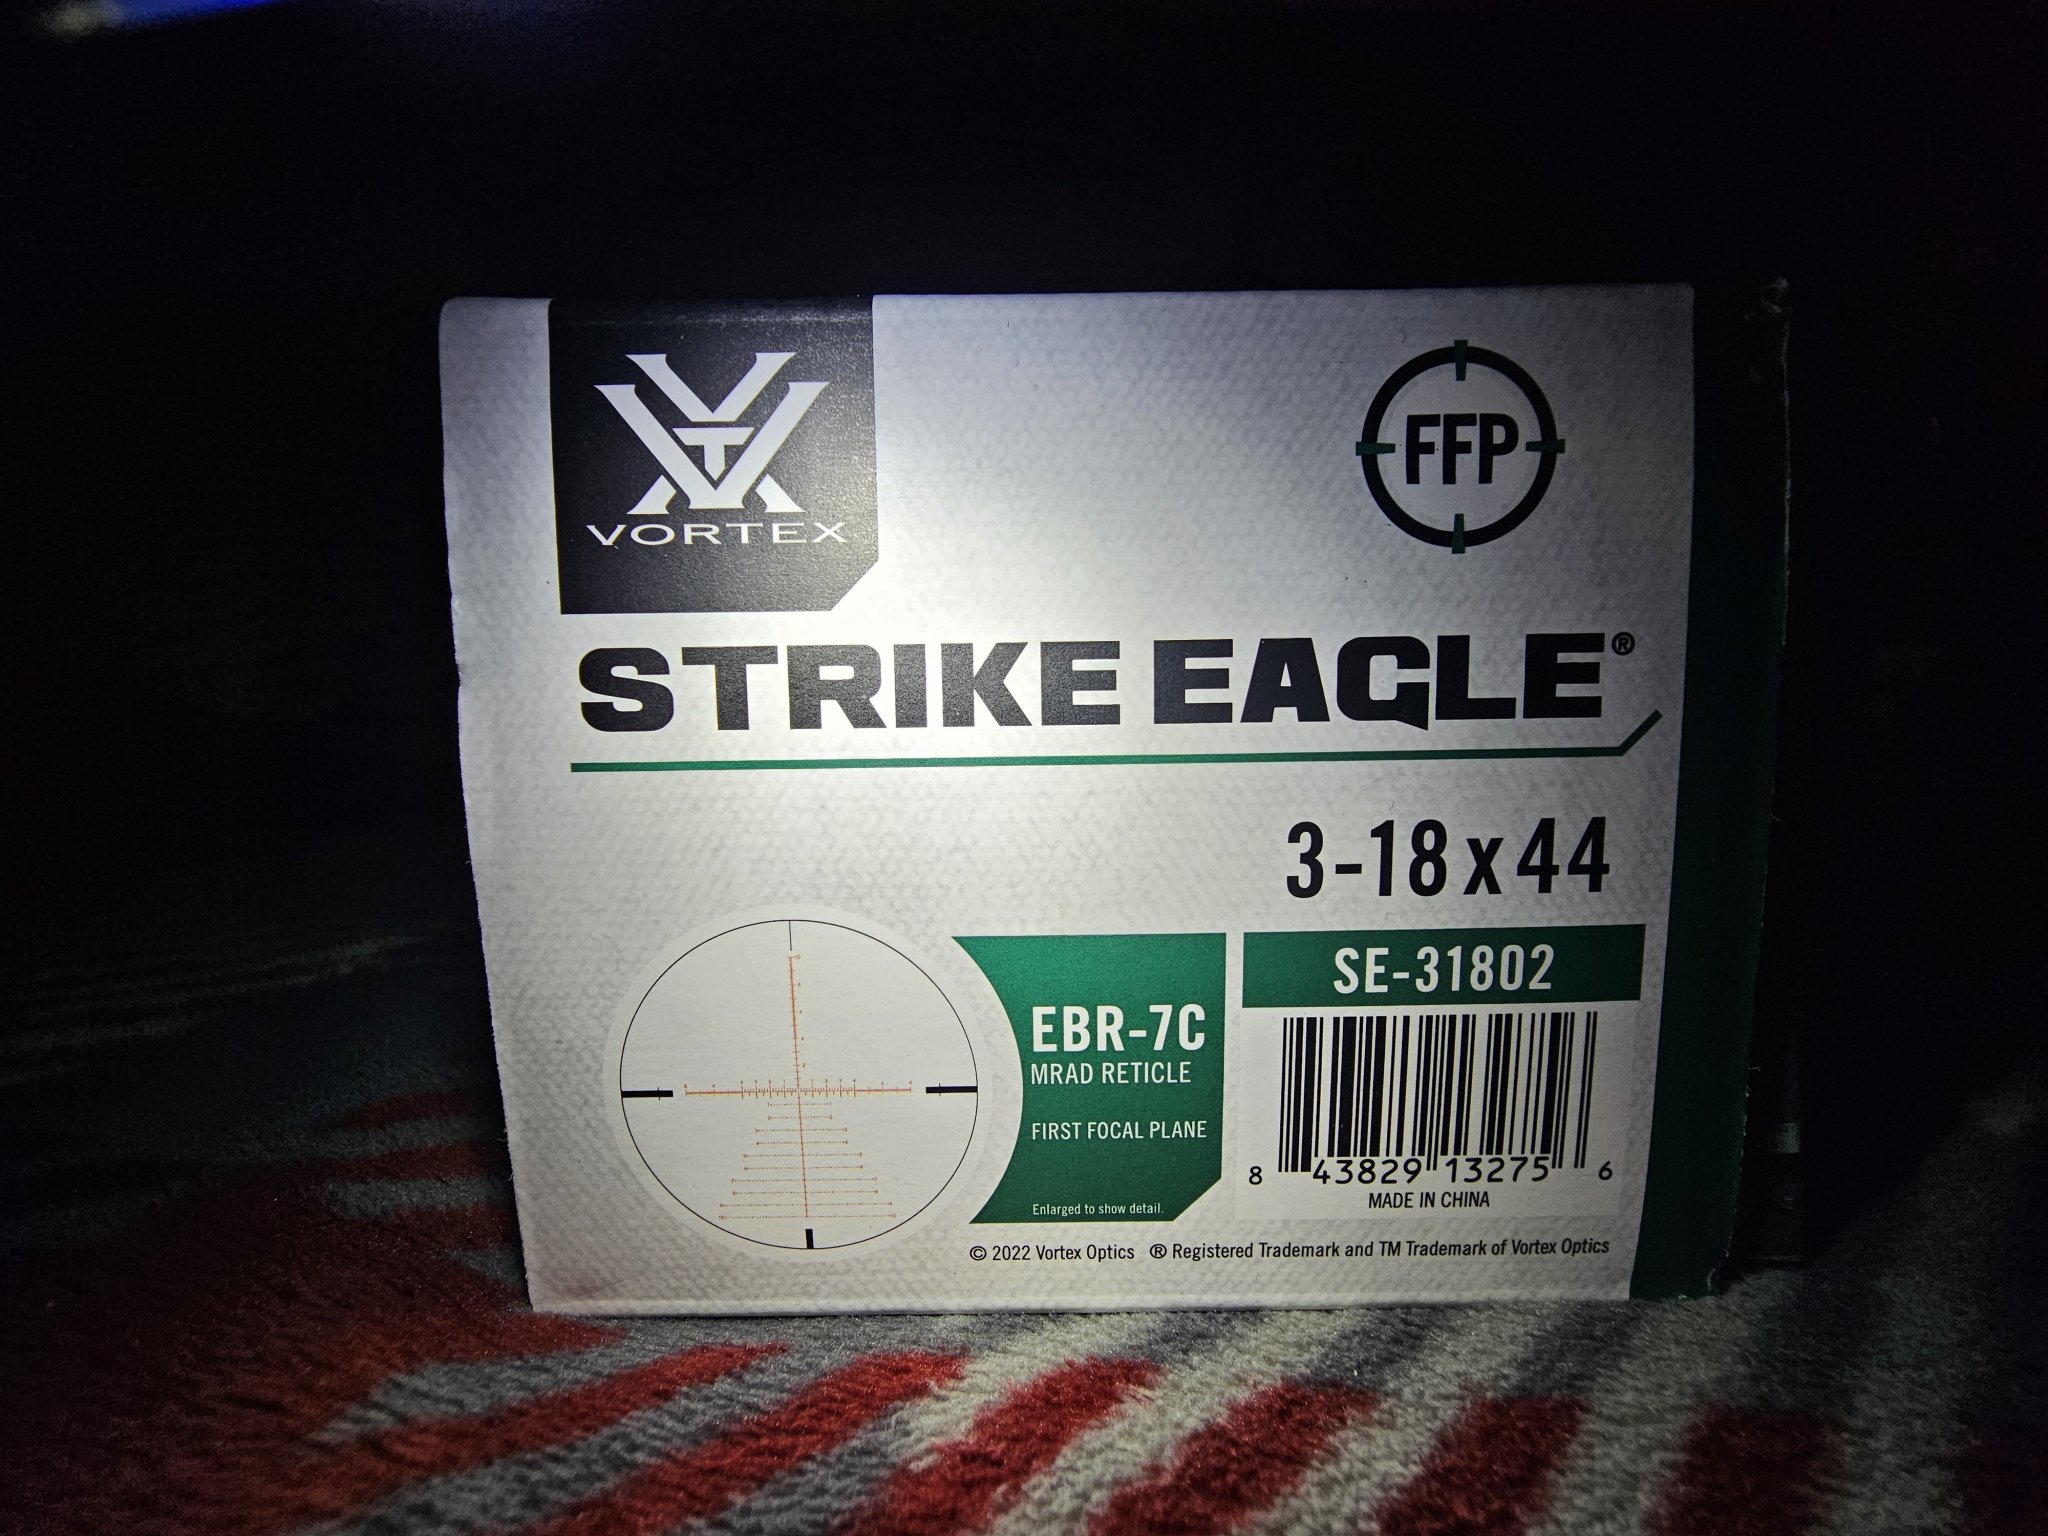 VORTEX
FFP
STRIKE EAGLE®
3-18x44
EBR-7C
MRAD RETICLE
FIRST FOCAL PLANE
Enlarged to show detail.
SE-31802
8 43829 13275 6
MADE IN CHINA
© 2022 Vortex Optics ® Registered Trademark and TM Trademark of Vortex Optics